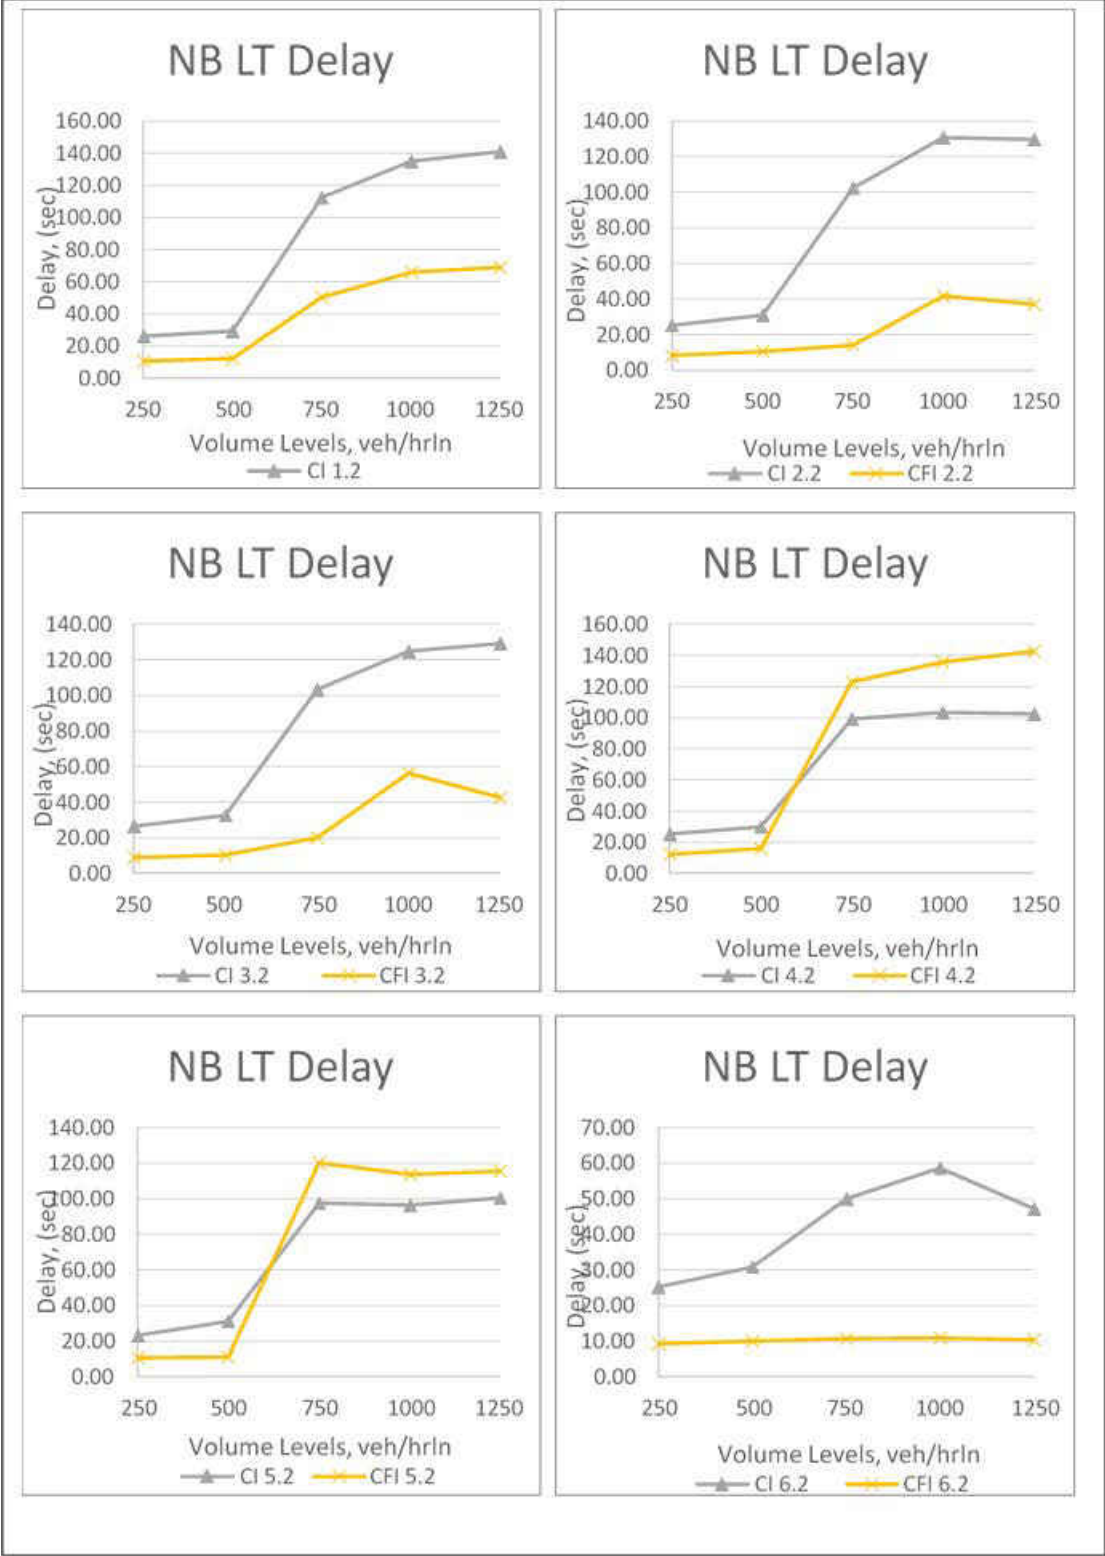 NB LT Delay
160.00
140.00
120.00
100.00
80.00
60.00
40.00
20.00
0.00
Delay, (sec)
250 500 750 1000 1250
Volume Levels, veh/hrln
CI 1.2
NB LT Delay
140.00
120.00
100.00
80.00
60.00
40.00
20.00
0.00
Delay, (sec)
250 500 750 1000 1250
Volume Levels, veh/hrln
CI 2.2 CFI 2.2
NB LT Delay
140.00
120.00
100.00
80.00
60.00
40.00
20.00
0.00
Delay, (sec)
250 500 750 1000 1250
Volume Levels, veh/hrln
CI 3.2 CFI 3.2
NB LT Delay
160.00
140.00
120.00
100.00
80.00
60.00
40.00
20.00
0.00
Delay, (sec)
250 500 750 1000 1250
Volume Levels, veh/hrln
CI 4.2 CFI 4.2
NB LT Delay
140.00
120.00
100.00
80.00
60.00
40.00
20.00
0.00
Delay, (sec)
250 500 750 1000 1250
Volume Levels, veh/hrln
CI 5.2 CFI 5.2
NB LT Delay
70.00
60.00
50.00
40.00
30.00
20.00
10.00
0.00
Delay, (sec)
250 500 750 1000 1250
Volume Levels, veh/hrln
CI 6.2 CFI 6.2